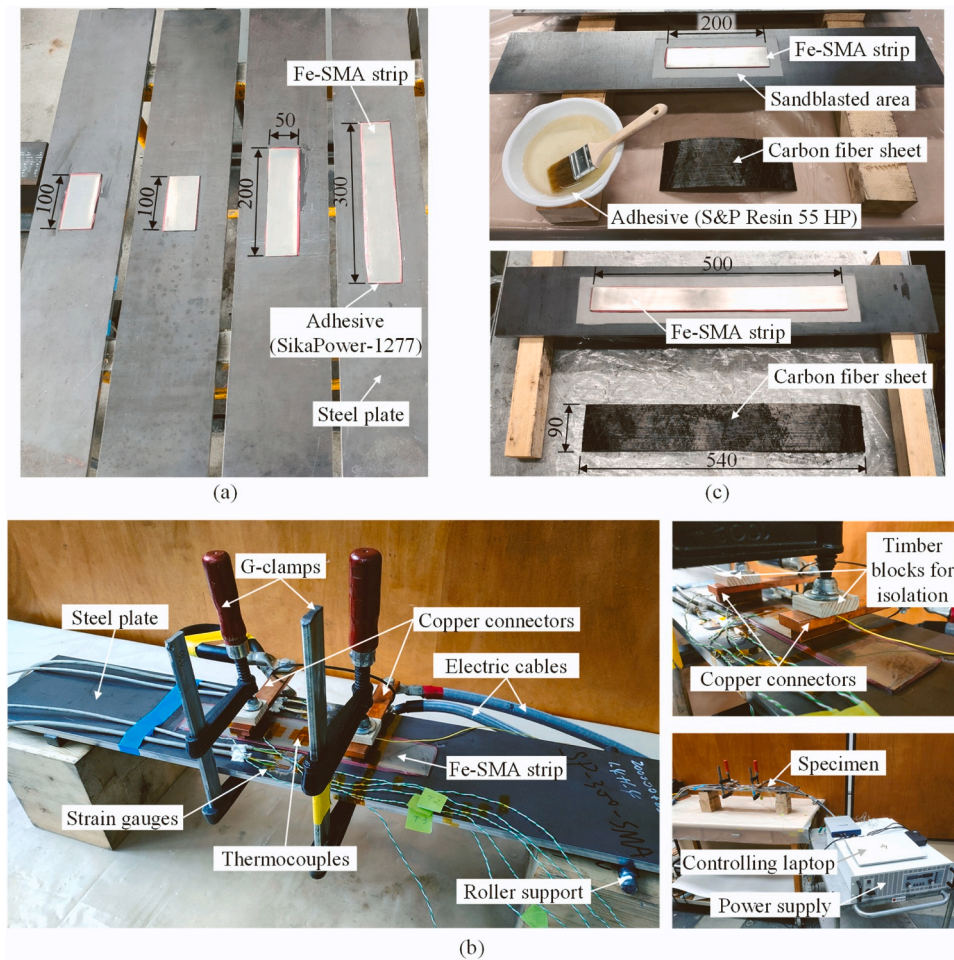 Fe-SMA strip
50
100
100
200
300
Adhesive
(SikaPower-1277)
Steel plate
(a)
200
Fe-SMA strip
Sandblasted area
Carbon fiber sheet
Adhesive (S&P Resin 55 HP)
500
Fe-SMA strip
Carbon fiber sheet
90
540
(c)
G-clamps
Steel plate
Copper connectors
Electric cables
Fe-SMA strip
Strain gauges
Thermocouples
Roller support
Timber
blocks for
isolation
Copper connectors
Specimen
Controlling laptop
Power supply
(b)